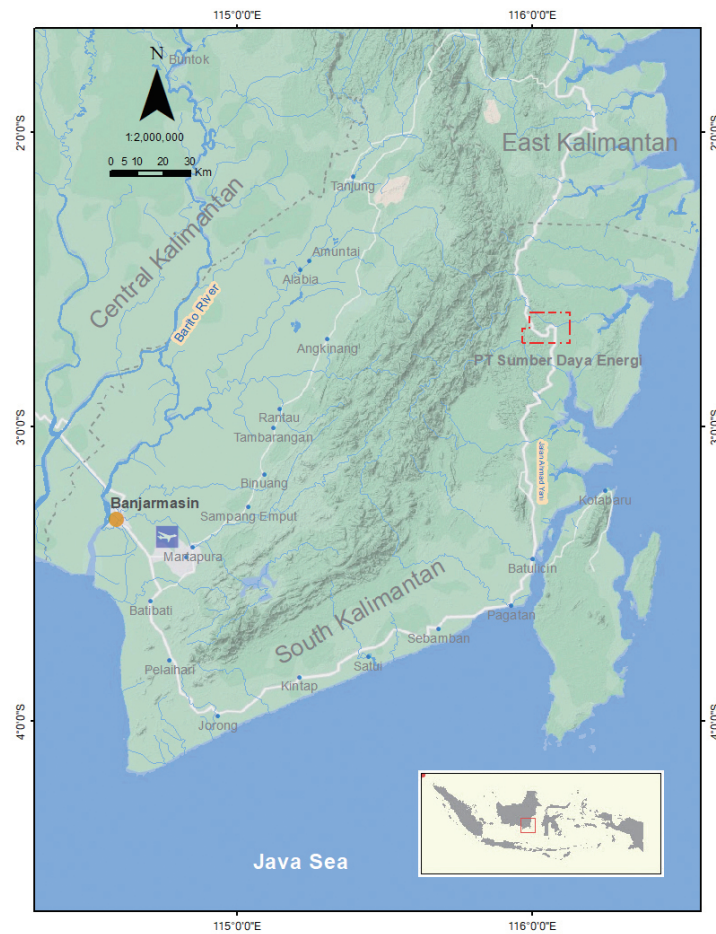 115°0'0"E
116°0'0"E
Buntok
N
1:2,000,000
0 5 10 20 30
Km
2°0'0"S
2°0'0"S
East Kalimantan
Tanjung
Central Kalimantan
Amuntai
Alabia
Barito River
Angkinang
PT Sumber Daya Energi
Rantau
Tambarangan
3°0'0"S
3°0'0"S
Binuang
Jalan Ahmad Yani
Banjarmasin
Sampang Emput
Kotabaru
Martapura
Batulicin
Batibati
South Kalimantan
Pagatan
Sebamban
Pelaihari
Satui
Kintap
Jorong
4°0'0"S
4°0'0"S
Java Sea
115°0'0"E
116°0'0"E